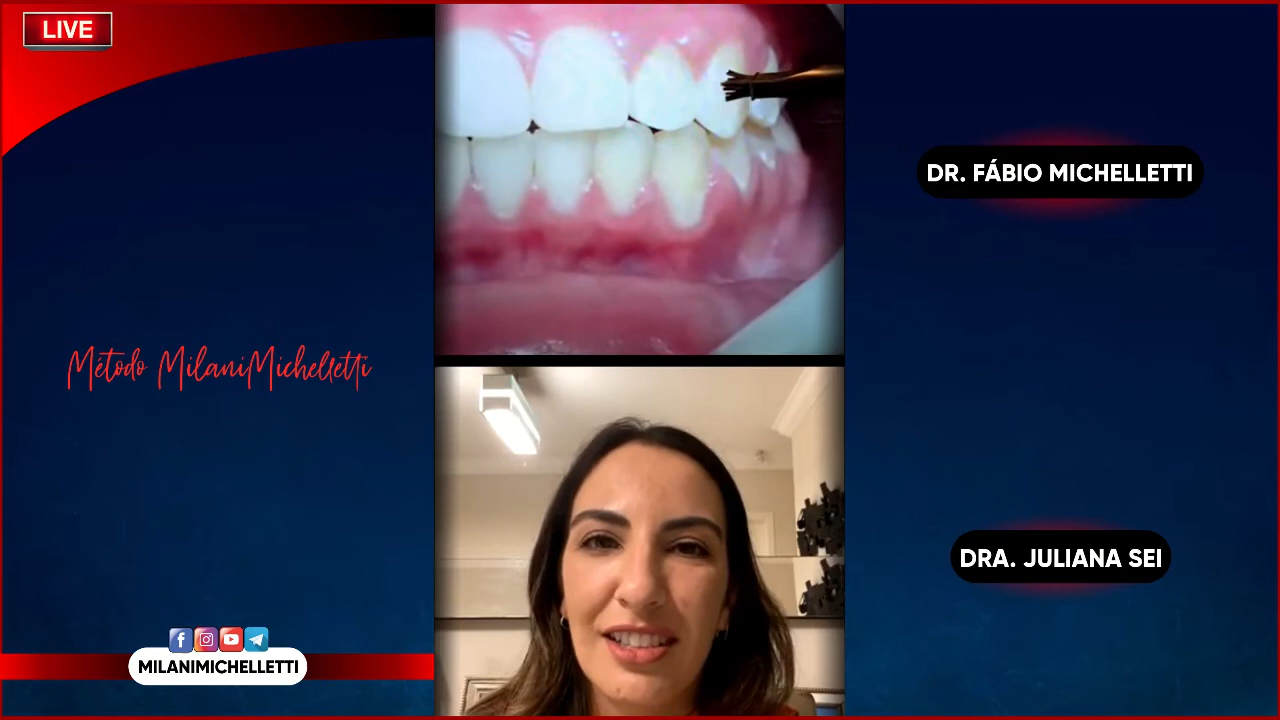 LIVE
DR. FÁBIO MICHELLETTI
Método MilaniMichelletti
DRA. JULIANA SEI
MILANIMICHELLETTI